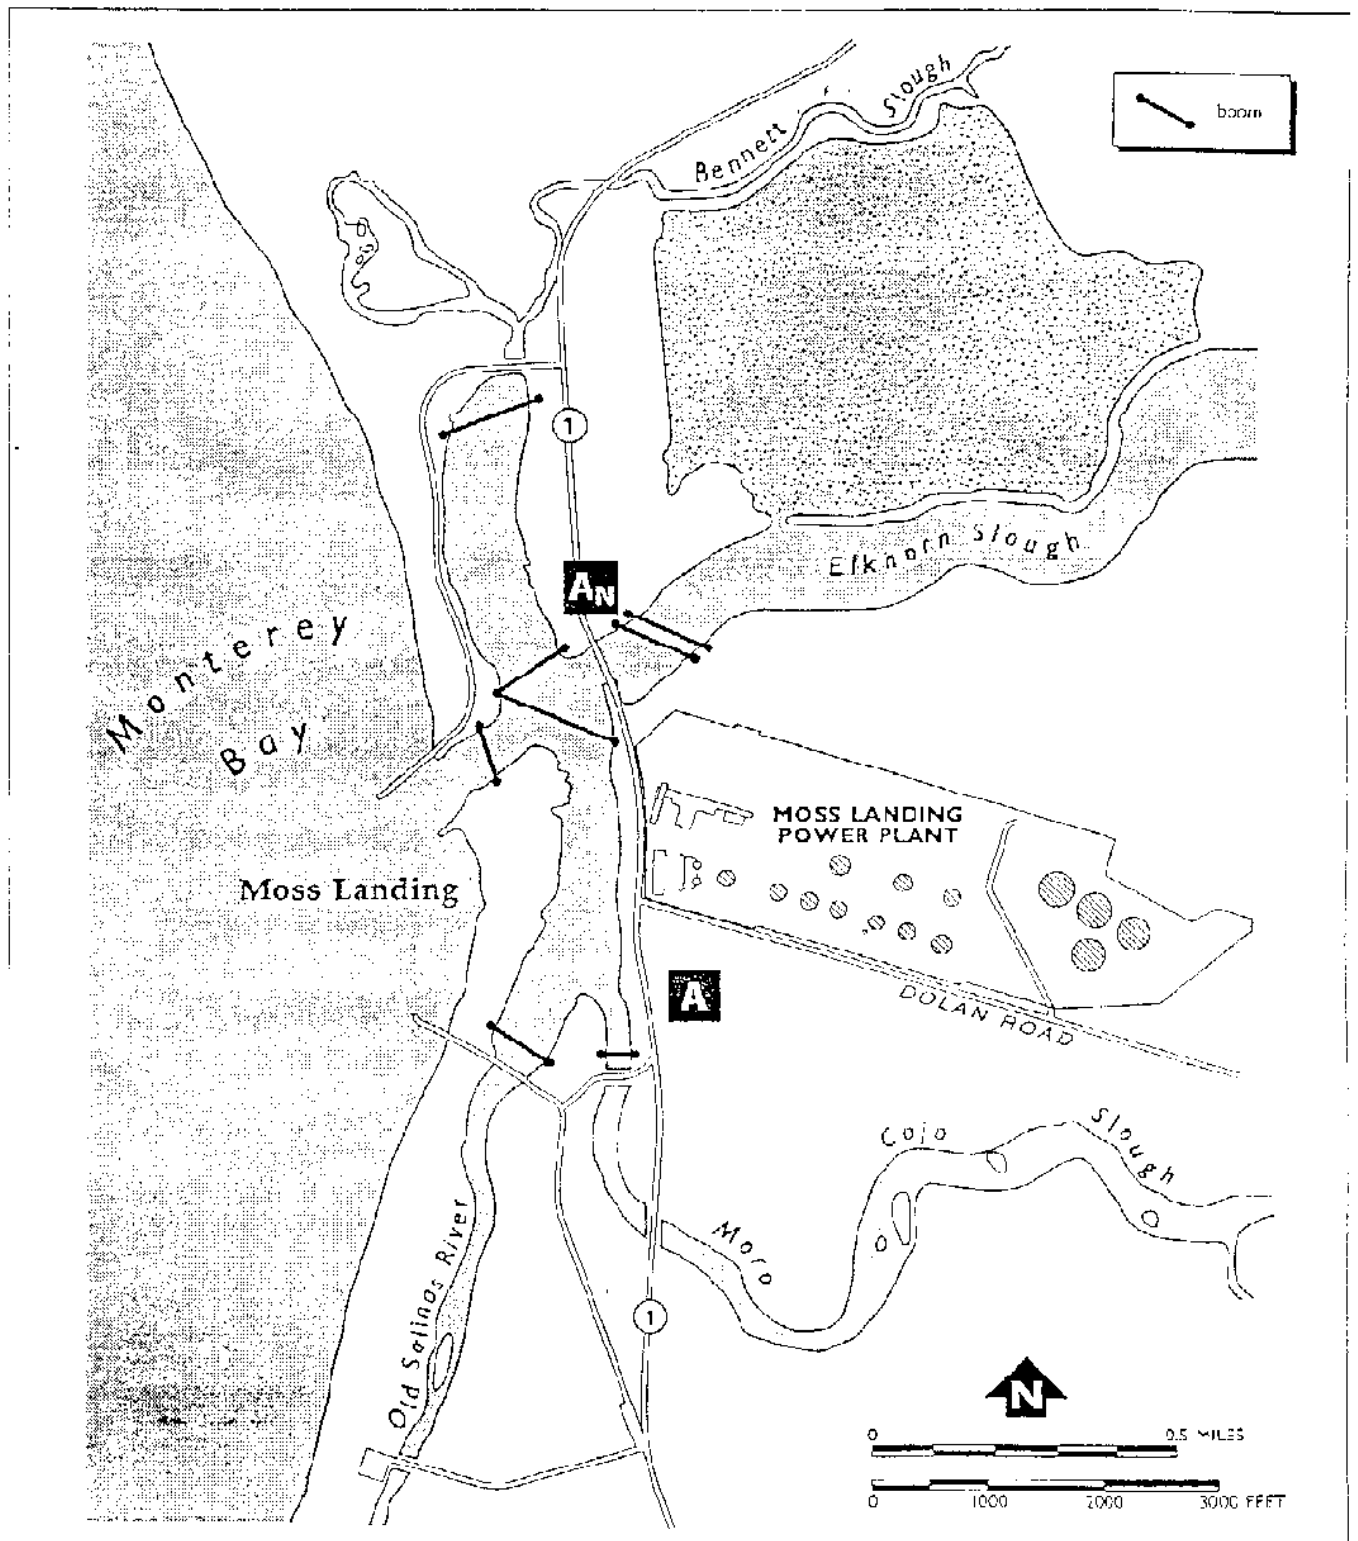 boom
Bennett Slough
1
AN
Elkhorn Slough
Monterey
Bay
MOSS LANDING
POWER PLANT
Moss Landing
A
DOLAN ROAD
Moro Cojo Slough
Old Salinas River
1
N
0 0.5 MILES
0 1000 2000 3000 FEET